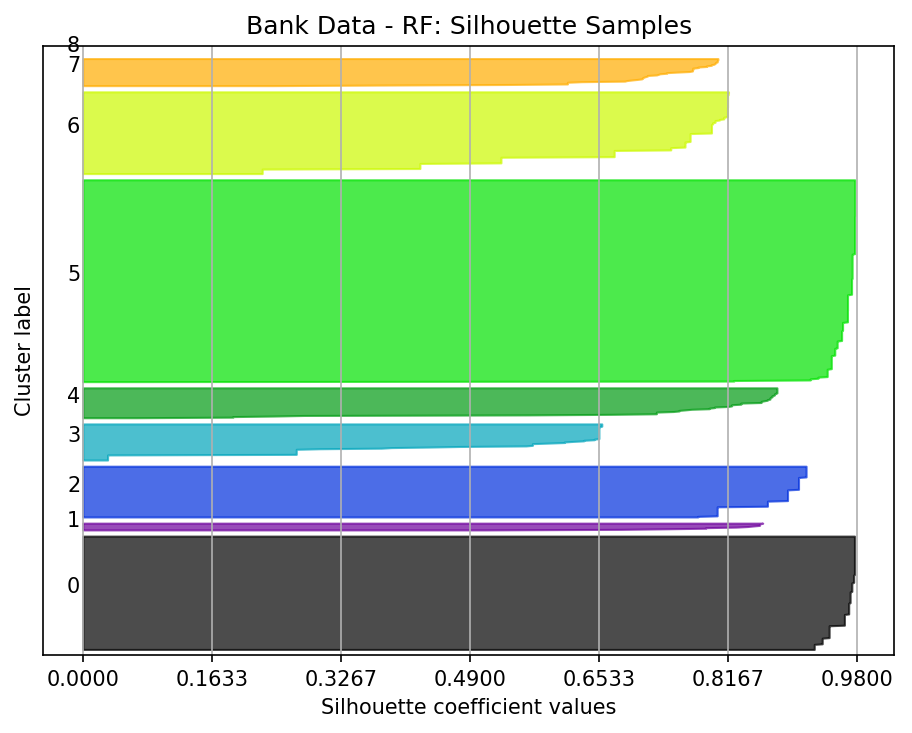 Bank Data - RF: Silhouette Samples
8
7
6
5
4
3
2
1
0
Cluster label
0.0000 0.1633 0.3267 0.4900 0.6533 0.8167 0.9800
Silhouette coefficient values